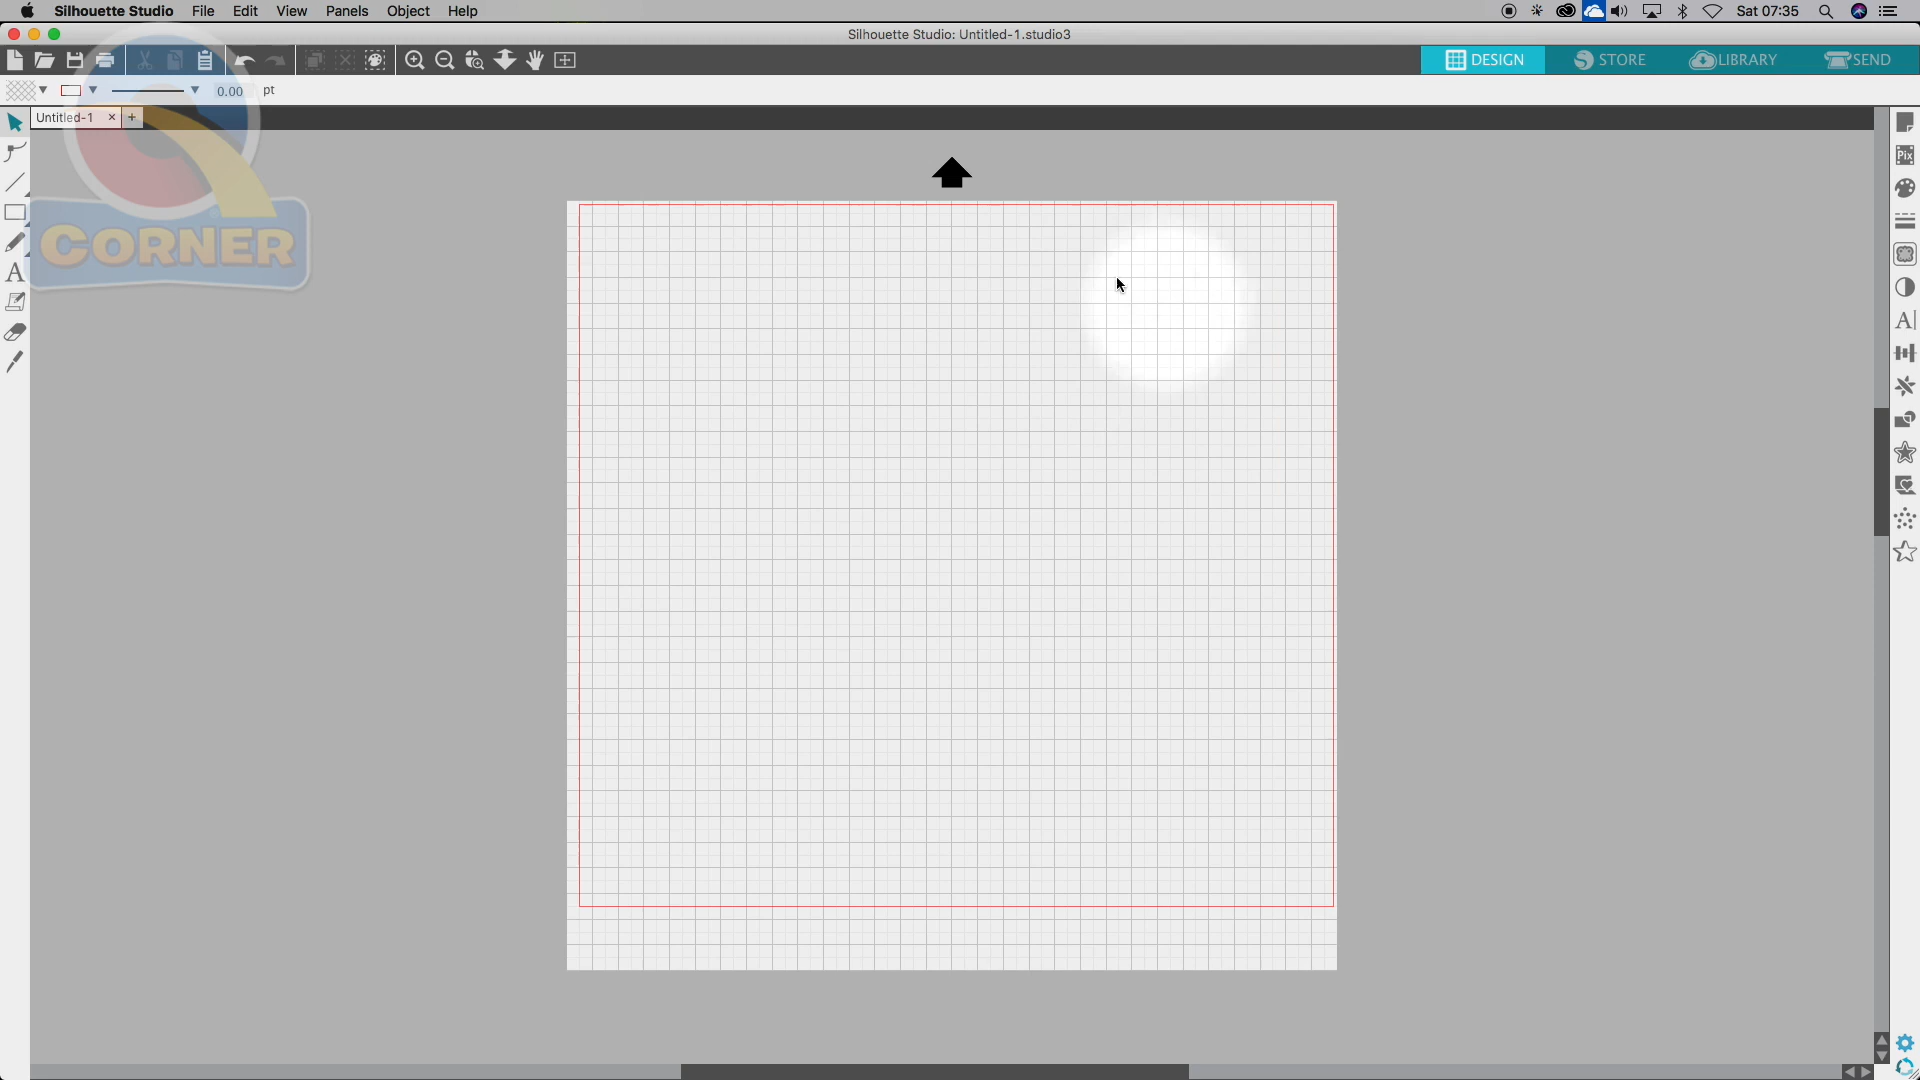 Silhouette Studio File Edit View Panels Object Help Sat 07:35
Silhouette Studio: Untitled-1.studio3
DESIGN STORE LIBRARY SEND
0.00 pt
Untitled-1 × +
CORNER
A
Pix
A